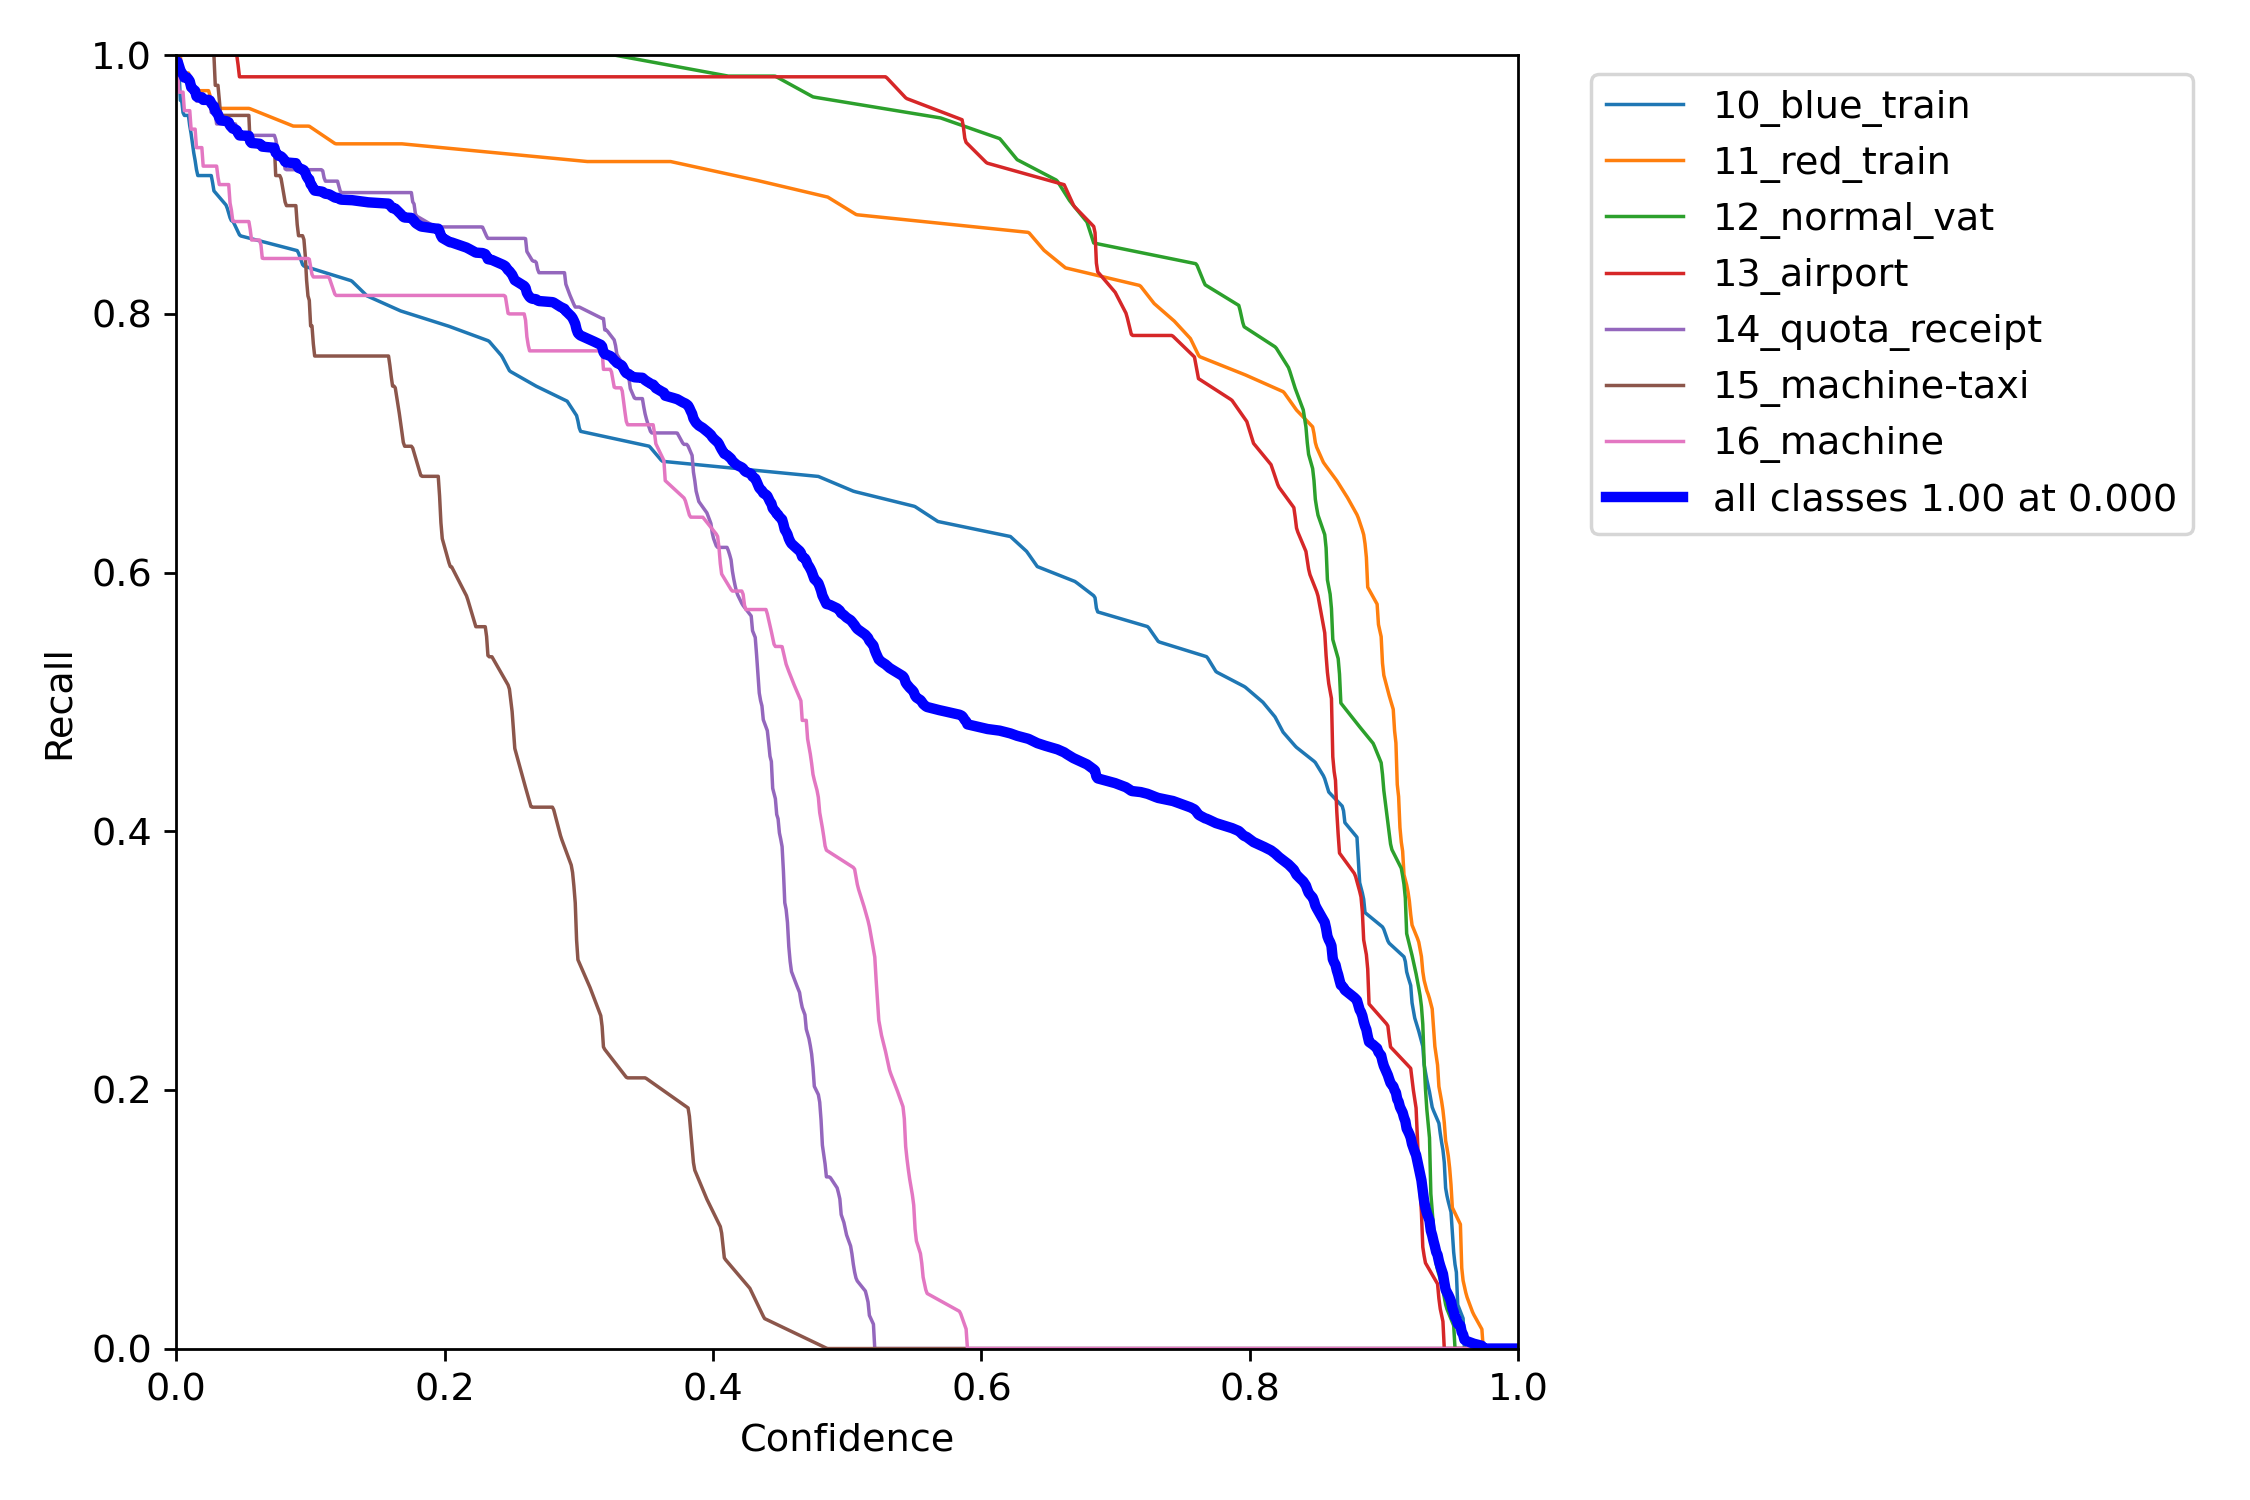 1.0
0.8
0.6
0.4
0.2
0.0
Recall
0.0 0.2 0.4 0.6 0.8 1.0
Confidence
10_blue_train
11_red_train
12_normal_vat
13_airport
14_quota_receipt
15_machine-taxi
16_machine
all classes 1.00 at 0.000